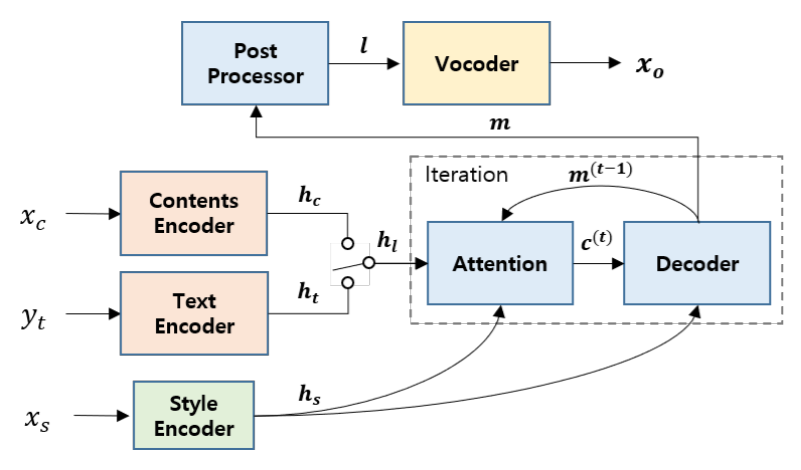 Post
Processor
l
Vocoder
x_o
m
Iteration
m^(t−1)
x_c
Contents
Encoder
h_c
h_l
Attention
c^(t)
Decoder
y_t
Text
Encoder
h_t
x_s
Style
Encoder
h_s